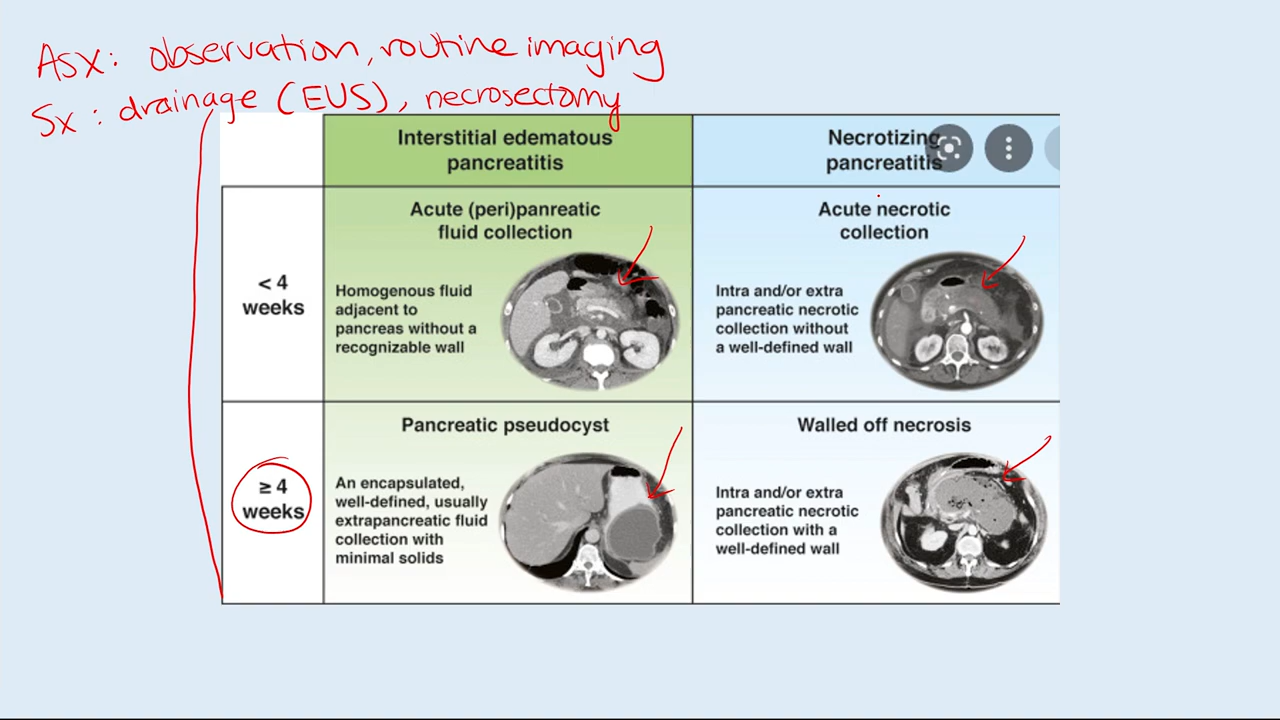 Asx: observation, routine imaging
Sx: drainage (EUS), necrosectomy
Interstitial edematous
pancreatitis
Necrotizing
pancreatitis
< 4
weeks
Acute (peri)panreatic
fluid collection
Homogenous fluid
adjacent to
pancreas without a
recognizable wall
Acute necrotic
collection
Intra and/or extra
pancreatic necrotic
collection without
a well-defined wall
≥ 4
weeks
Pancreatic pseudocyst
An encapsulated,
well-defined, usually
extrapancreatic fluid
collection with
minimal solids
Walled off necrosis
Intra and/or extra
pancreatic necrotic
collection with a
well-defined wall